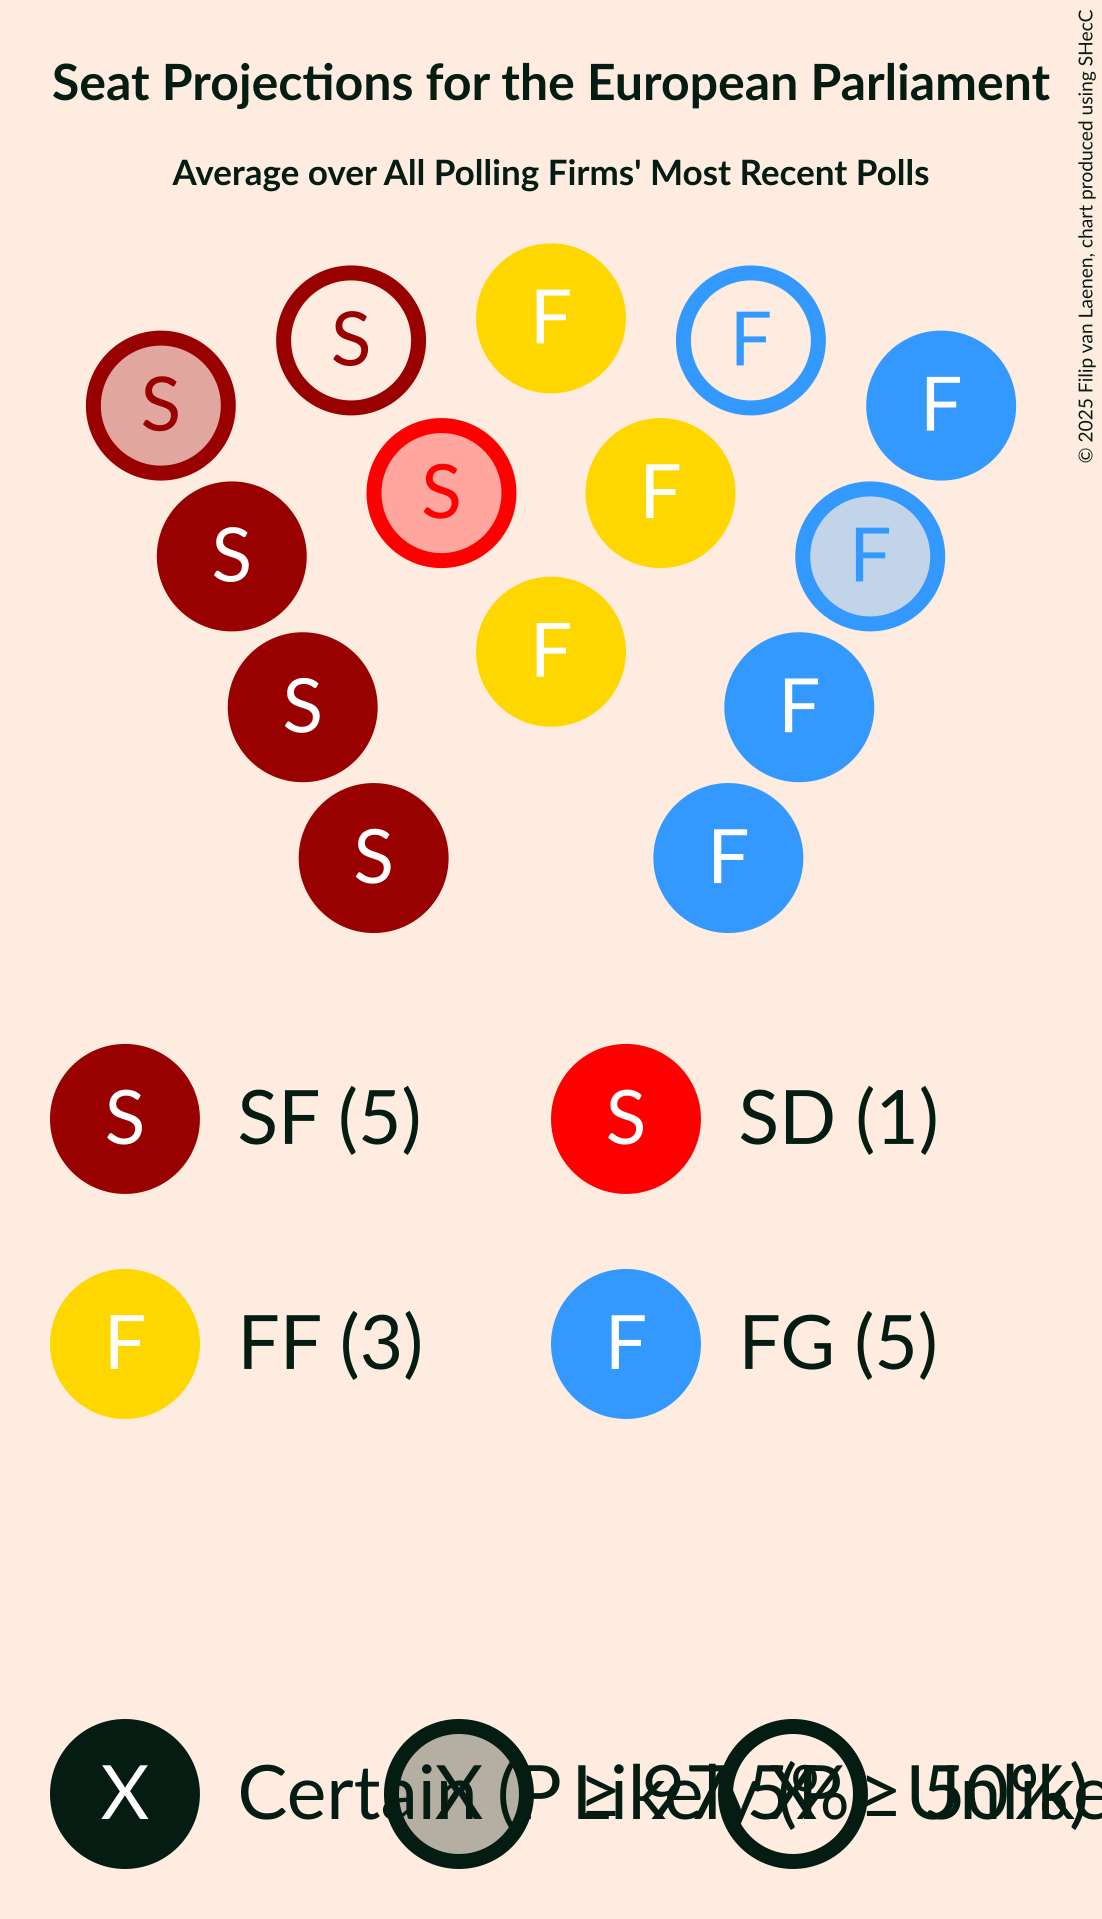 Seat Projections for the European Parliament
Average over All Polling Firms' Most Recent Polls
© 2025 Filip van Laenen, chart produced using SHecC
F
S F
S F
S F
S F
F
S F
S F
S F
S SF (5) S SD (1)
F FF (3) F FG (5)
X Certain (P ≥ 97.5%) X Likely (P ≥ 50%) X